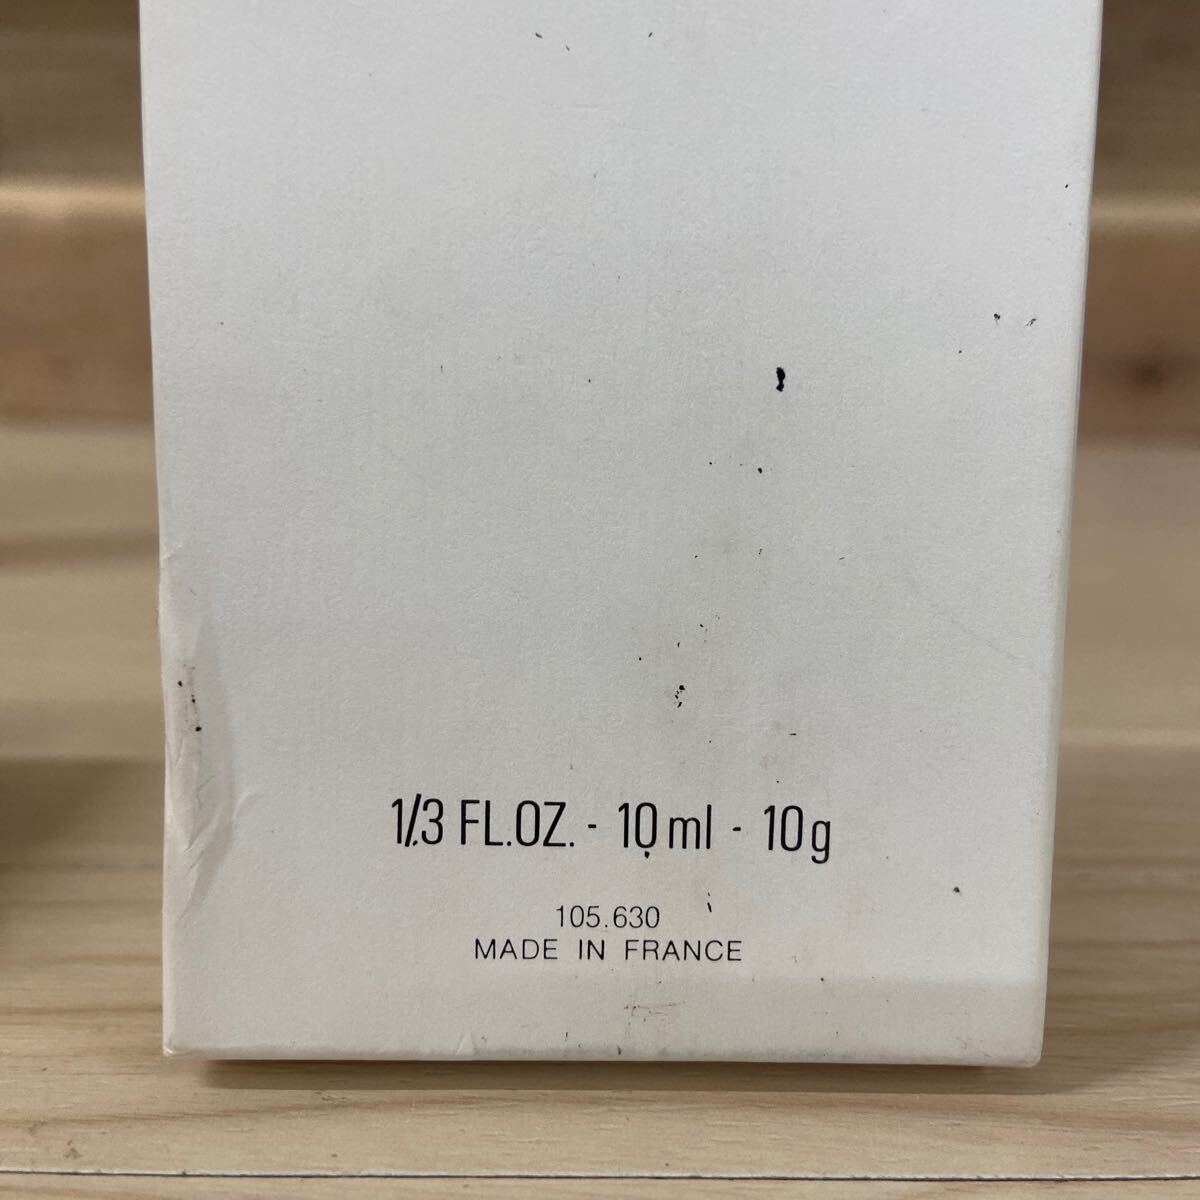 1/3 FL.OZ. - 10 ml - 10g
105.630
MADE IN FRANCE